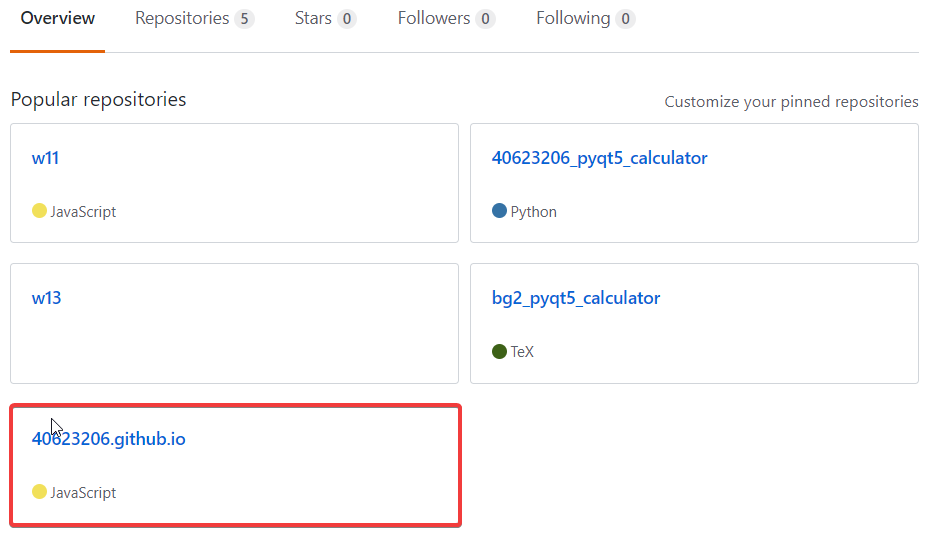 Overview Repositories 5 Stars 0 Followers 0 Following 0
Popular repositories Customize your pinned repositories
w11
JavaScript
40623206_pyqt5_calculator
Python
w13
bg2_pyqt5_calculator
TeX
40623206.github.io
JavaScript